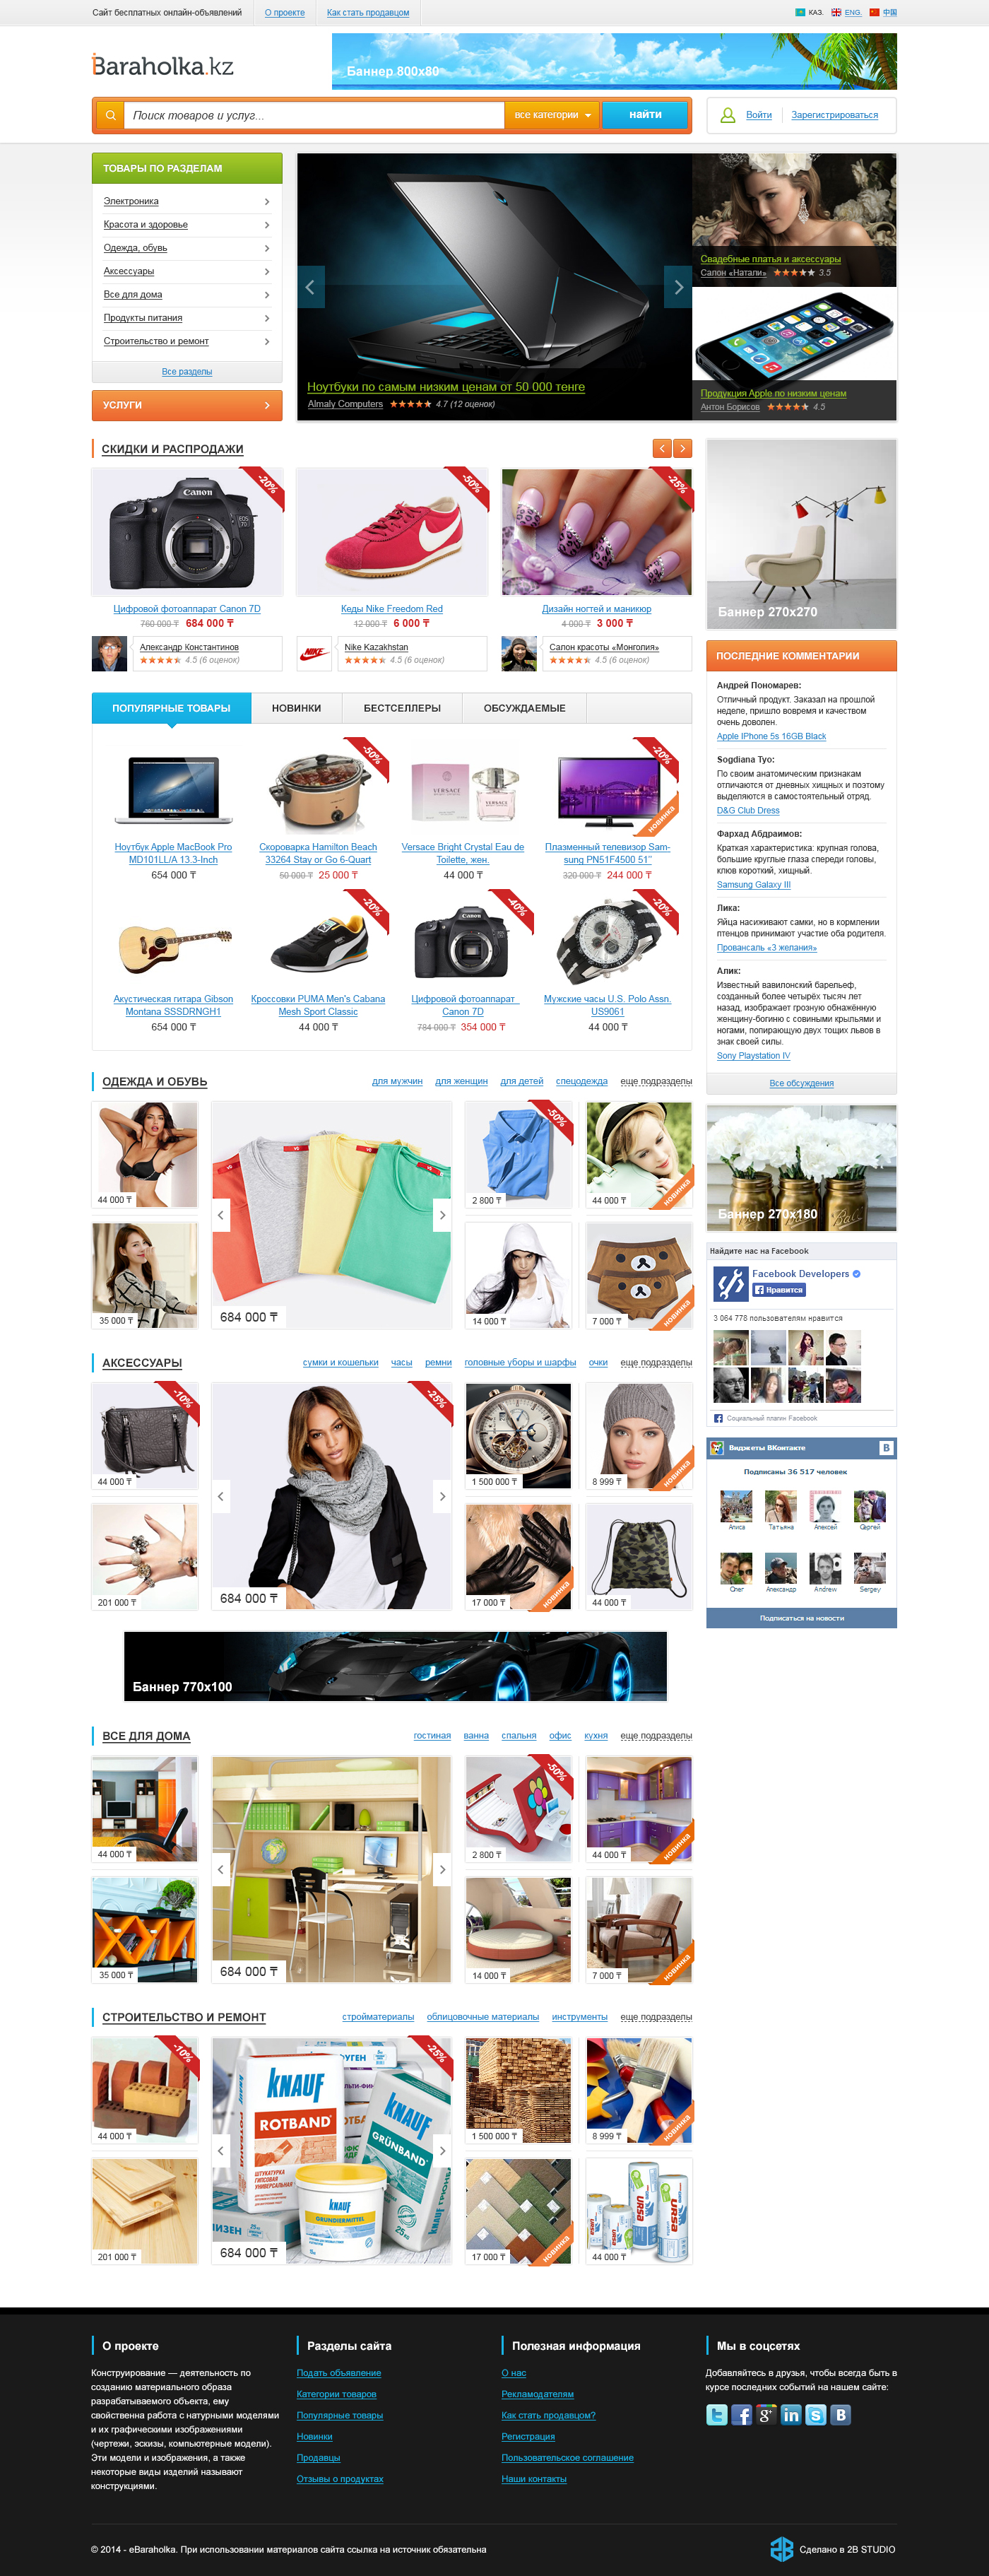 Сайт бесплатных онлайн-объявлений
О проекте
Как стать продавцом
КАЗ.
ENG.
中国
Baraholka.kz
Баннер 800x80
Поиск товаров и услуг...
все категории
найти
Войти
Зарегистрироваться
ТОВАРЫ ПО РАЗДЕЛАМ
Электроника
Красота и здоровье
Одежда, обувь
Аксессуары
Все для дома
Продукты питания
Строительство и ремонт
Все разделы
УСЛУГИ
Ноутбуки по самым низким ценам от 50 000 тенге
Almaly Computers 4.7 (12 оценок)
Свадебные платья и аксессуары
Салон «Натали» 3.5
Продукция Apple по низким ценам
Антон Борисов 4.5
СКИДКИ И РАСПРОДАЖИ
-20%
Canon
EOS
7D
Цифровой фотоаппарат Canon 7D
760 000 ₸ 684 000 ₸
Александр Константинов
4.5 (6 оценок)
-50%
Кеды Nike Freedom Red
12 000 ₸ 6 000 ₸
NIKE
Nike Kazakhstan
4.5 (6 оценок)
-25%
Дизайн ногтей и маникюр
4 000 ₸ 3 000 ₸
Салон красоты «Монголия»
4.5 (6 оценок)
Баннер 270x270
ПОПУЛЯРНЫЕ ТОВАРЫ
НОВИНКИ
БЕСТСЕЛЛЕРЫ
ОБСУЖДАЕМЫЕ
Ноутбук Apple MacBook Pro
MD101LL/A 13.3-Inch
654 000 ₸
-50%
Скороварка Hamilton Beach
33264 Stay or Go 6-Quart
50 000 ₸ 25 000 ₸
VERSACE
Versace Bright Crystal Eau de
Toilette, жен.
44 000 ₸
-20%
новинка
Плазменный телевизор Sam-
sung PN51F4500 51''
320 000 ₸ 244 000 ₸
Акустическая гитара Gibson
Montana SSSDRNGH1
654 000 ₸
-20%
Кроссовки PUMA Men's Cabana
Mesh Sport Classic
44 000 ₸
-40%
Canon
Цифровой фотоаппарат
Canon 7D
784 000 ₸ 354 000 ₸
-20%
Мужские часы U.S. Polo Assn.
US9061
44 000 ₸
ПОСЛЕДНИЕ КОММЕНТАРИИ
Андрей Пономарев:
Отличный продукт. Заказал на прошлой
неделе, пришло вовремя и качеством
очень доволен.
Apple IPhone 5s 16GB Black
Sogdiana Tyo:
По своим анатомическим признакам
отличаются от дневных хищных и поэтому
выделяются в самостоятельный отряд.
D&G Club Dress
Фархад Абдраимов:
Краткая характеристика: крупная голова,
большие круглые глаза спереди головы,
клюв короткий, хищный.
Samsung Galaxy III
Лика:
Яйца насиживают самки, но в кормлении
птенцов принимают участие оба родителя.
Провансаль «3 желания»
Алик:
Известный вавилонский барельеф,
созданный более четырёх тысяч лет
назад, изображает грозную обнажённую
женщину-богиню с совиными крыльями и
ногами, попирающую двух тощих львов в
знак своей силы.
Sony Playstation IV
Все обсуждения
ОДЕЖДА И ОБУВЬ
для мужчин
для женщин
для детей
спецодежда
еще подразделы
44 000 ₸
35 000 ₸
684 000 ₸
-50%
2 800 ₸
новинка
44 000 ₸
14 000 ₸
новинка
7 000 ₸
Баннер 270x180
Найдите нас на Facebook
Facebook Developers
Нравится
3 064 778 пользователям нравится
Социальный плагин Facebook
АКСЕССУАРЫ
сумки и кошельки
часы
ремни
головные уборы и шарфы
очки
еще подразделы
-10%
44 000 ₸
201 000 ₸
-25%
684 000 ₸
1 500 000 ₸
новинка
8 999 ₸
новинка
17 000 ₸
44 000 ₸
Виджеты ВКонтакте
В
Подписаны 36 517 человек
Алиса
Татьяна
Алексей
Сергей
Олег
Александр
Andrew
Sergey
Подписаться на новости
Баннер 770x100
ВСЕ ДЛЯ ДОМА
гостиная
ванна
спальня
офис
кухня
еще подразделы
44 000 ₸
35 000 ₸
684 000 ₸
-50%
2 800 ₸
новинка
44 000 ₸
14 000 ₸
новинка
7 000 ₸
СТРОИТЕЛЬСТВО И РЕМОНТ
стройматериалы
облицовочные материалы
инструменты
еще подразделы
-10%
44 000 ₸
201 000 ₸
-25%
KNAUF
ROTBAND
ШТУКАТУРКА
ГИПСОВАЯ
УНИВЕРСАЛЬНАЯ
KNAUF
GRÜNBAND
KNAUF
GRUNDIERMITTEL
684 000 ₸
1 500 000 ₸
новинка
8 999 ₸
новинка
17 000 ₸
URSA
44 000 ₸
О проекте
Конструирование — деятельность по
созданию материального образа
разрабатываемого объекта, ему
свойственна работа с натурными моделями
и их графическими изображениями
(чертежи, эскизы, компьютерные модели).
Эти модели и изображения, а также
некоторые виды изделий называют
конструкциями.
Разделы сайта
Подать объявление
Категории товаров
Популярные товары
Новинки
Продавцы
Отзывы о продуктах
Полезная информация
О нас
Рекламодателям
Как стать продавцом?
Регистрация
Пользовательское соглашение
Наши контакты
Мы в соцсетях
Добавляйтесь в друзья, чтобы всегда быть в
курсе последних событий на нашем сайте:
© 2014 - eBaraholka. При использовании материалов сайта ссылка на источник обязательна
Сделано в 2B STUDIO